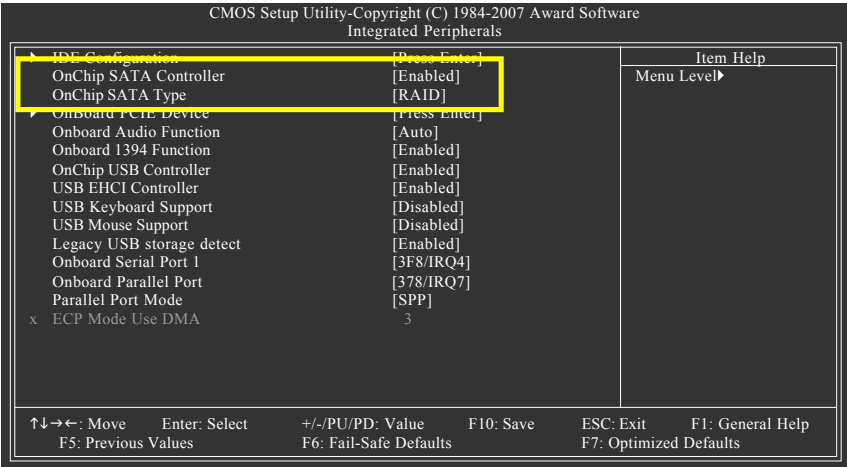 CMOS Setup Utility-Copyright (C) 1984-2007 Award Software
Integrated Peripherals
IDE Configuration [Press Enter]
OnChip SATA Controller [Enabled]
OnChip SATA Type [RAID]
OnBoard PCIE Device [Press Enter]
Onboard Audio Function [Auto]
Onboard 1394 Function [Enabled]
OnChip USB Controller [Enabled]
USB EHCI Controller [Enabled]
USB Keyboard Support [Disabled]
USB Mouse Support [Disabled]
Legacy USB storage detect [Enabled]
Onboard Serial Port 1 [3F8/IRQ4]
Onboard Parallel Port [378/IRQ7]
Parallel Port Mode [SPP]
x ECP Mode Use DMA 3
Item Help
Menu Level▶
↑↓→←: Move Enter: Select +/-/PU/PD: Value F10: Save ESC: Exit F1: General Help
F5: Previous Values F6: Fail-Safe Defaults F7: Optimized Defaults